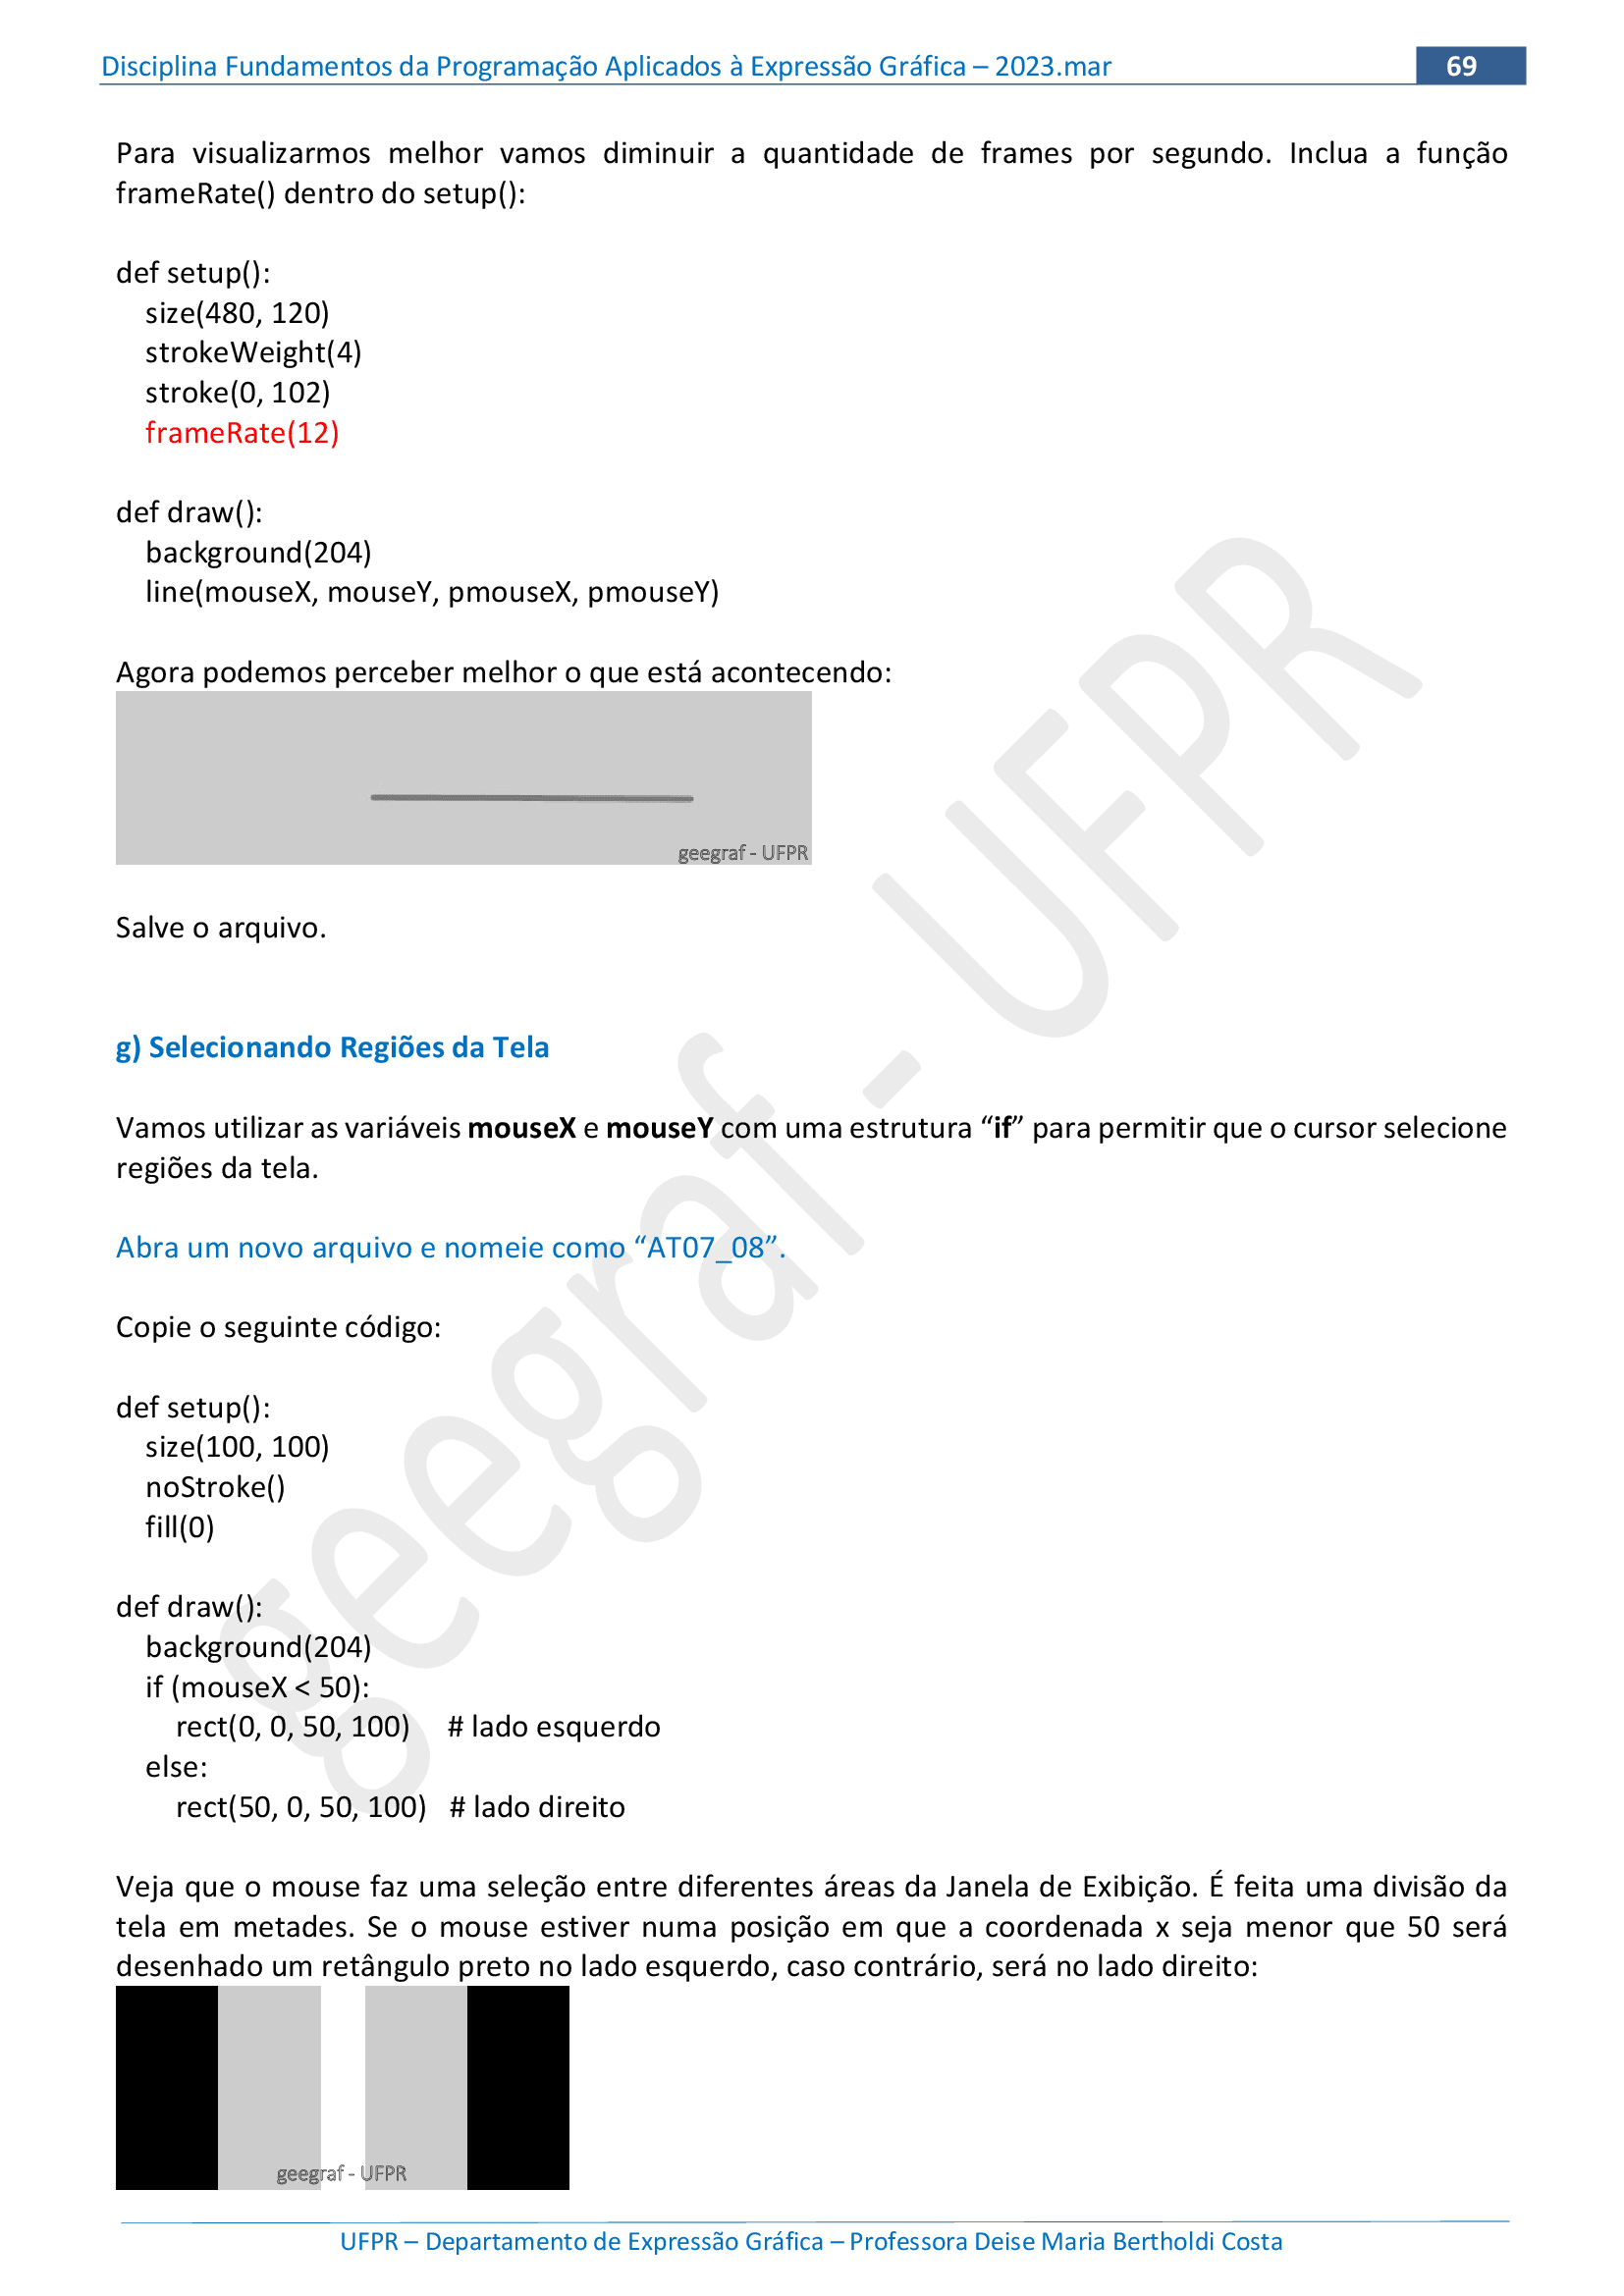 Disciplina Fundamentos da Programação Aplicados à Expressão Gráfica – 2023.mar 69
Para visualizarmos melhor vamos diminuir a quantidade de frames por segundo. Inclua a função
frameRate() dentro do setup():
def setup():
size(480, 120)
strokeWeight(4)
stroke(0, 102)
frameRate(12)
def draw():
background(204)
line(mouseX, mouseY, pmouseX, pmouseY)
Agora podemos perceber melhor o que está acontecendo:
geegraf - UFPR
Salve o arquivo.
g) Selecionando Regiões da Tela
Vamos utilizar as variáveis mouseX e mouseY com uma estrutura “if” para permitir que o cursor selecione
regiões da tela.
Abra um novo arquivo e nomeie como “AT07_08”.
Copie o seguinte código:
def setup():
size(100, 100)
noStroke()
fill(0)
def draw():
background(204)
if (mouseX < 50):
rect(0, 0, 50, 100) # lado esquerdo
else:
rect(50, 0, 50, 100) # lado direito
Veja que o mouse faz uma seleção entre diferentes áreas da Janela de Exibição. É feita uma divisão da
tela em metades. Se o mouse estiver numa posição em que a coordenada x seja menor que 50 será
desenhado um retângulo preto no lado esquerdo, caso contrário, será no lado direito:
geegraf - UFPR
UFPR – Departamento de Expressão Gráfica – Professora Deise Maria Bertholdi Costa
geegraf - UFPR